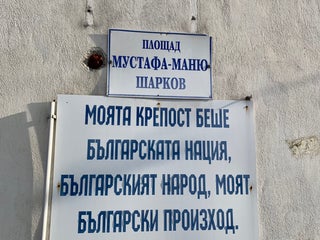 ПЛОЩАД
МУСТАФА-МАНЮ
ШАРКОВ
МОЯТА КРЕПОСТ БЕШЕ
БЪЛГАРСКАТА НАЦИЯ,
БЪЛГАРСКИЯТ НАРОД, МОЯТ
БЪЛГАРСКИ ПРОИЗХОД.